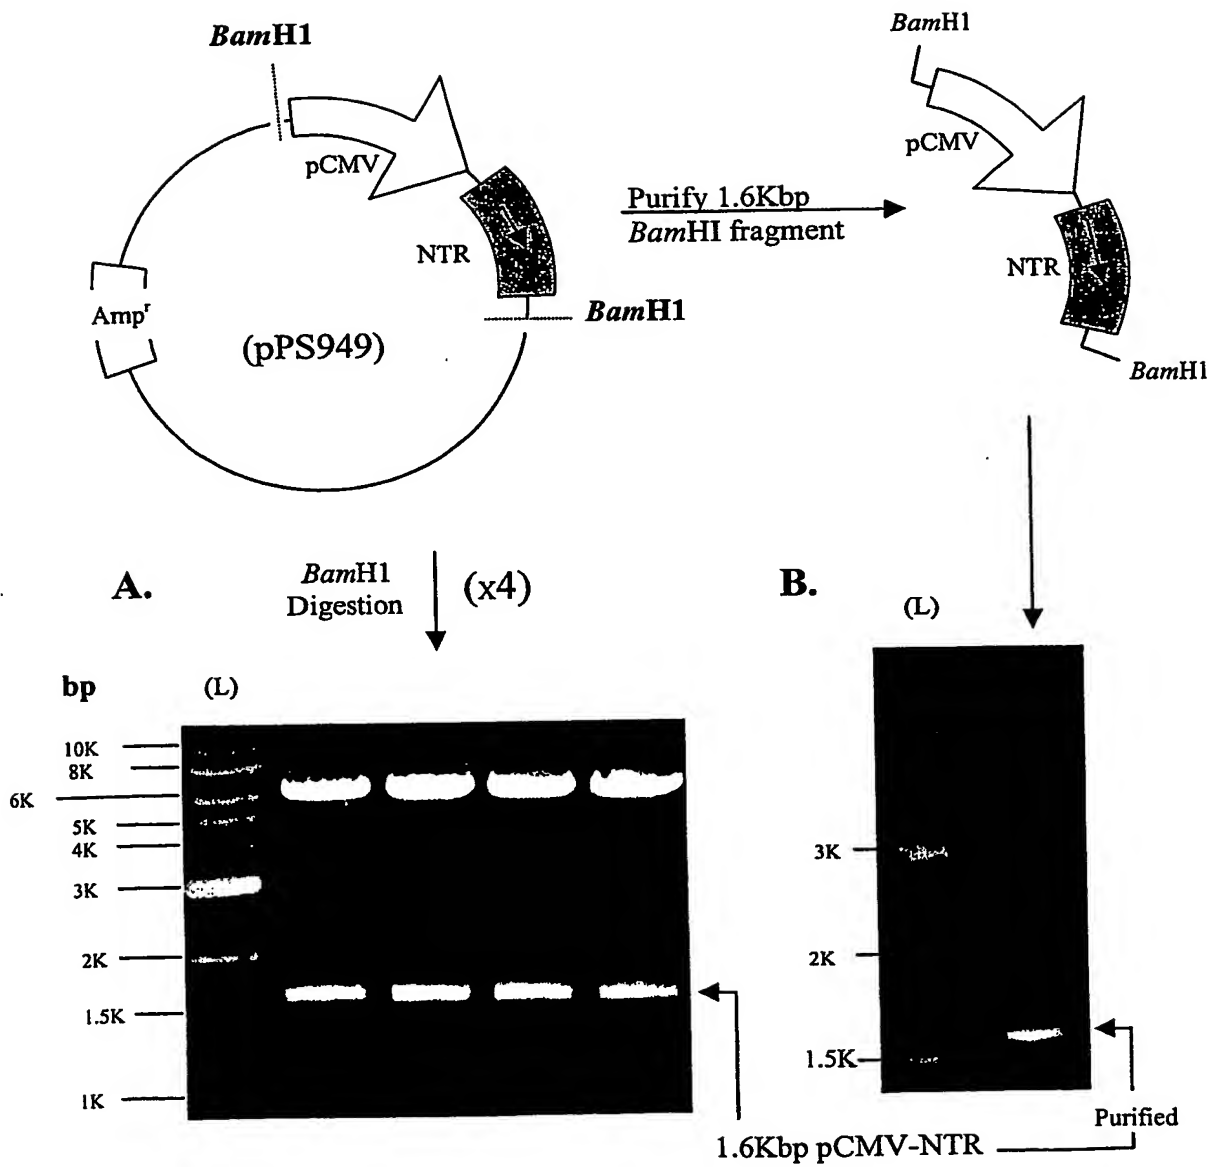 BamH1
BamH1
pCMV
pCMV
Purify 1.6Kbp
BamHI fragment
NTR
NTR
BamH1
Ampʳ
(pPS949)
BamH1
A.
BamH1
Digestion
(x4)
B.
(L)
bp
(L)
10K
8K
6K
5K
4K
3K
2K
1.5K
1K
3K
2K
1.5K
Purified
1.6Kbp pCMV-NTR